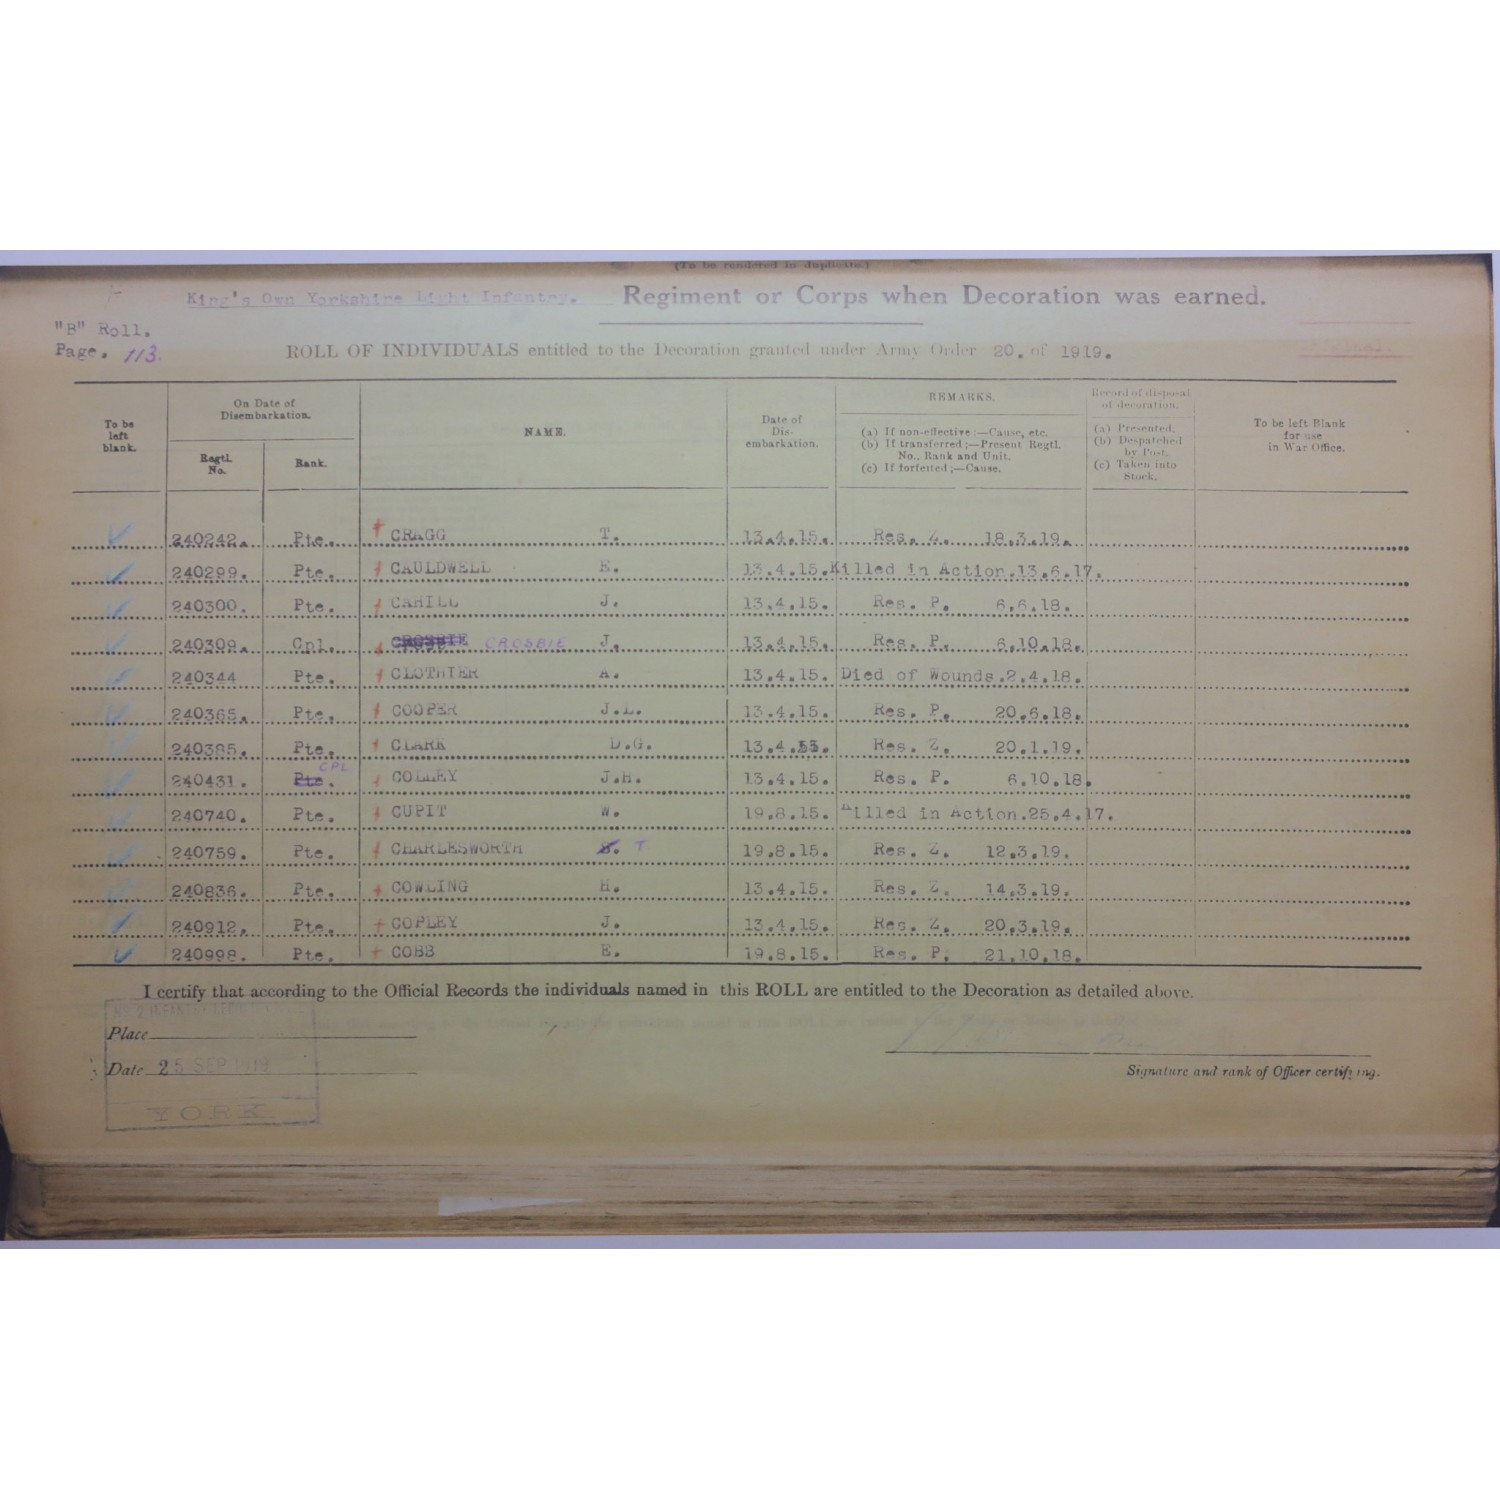 (To be rendered in duplicate)
King's Own Yorkshire Light Infantry. Regiment or Corps when Decoration was earned.
"B" Roll.
Page. 113.
ROLL OF INDIVIDUALS entitled to the Decoration granted under Army Order 20. of 1919.
To be left blank.
On Date of Disembarkation.
Regtl. No.
Rank.
NAME.
Date of Dis-embarkation.
REMARKS.
(a) If non-effective:—Cause, etc.
(b) If transferred;—Present Regtl. No., Rank and Unit.
(c) If forfeited;—Cause.
Record of disposal of decoration.
(a) Presented.
(b) Despatched by Post.
(c) Taken into Stock.
To be left Blank for use in War Office.
240242. Pte. CRAGG T. 13.4.15. Res. Z. 18.3.19.
240299. Pte. CAULDWELL E. 13.4.15. Killed in Action.13.6.17.
240300. Pte. CAHILL J. 13.4.15. Res. P. 6.6.18.
240309. Cpl. CROSBIE CROSBIE J. 13.4.15. Res. P. 6.10.18.
240344 Pte. CLOTHIER A. 13.4.15. Died of Wounds.2.4.18.
240365. Pte. COOPER J.L. 13.4.15. Res. P. 20.6.18.
240385. Pte. CLARK D.G. 13.4.15. Res. Z. 20.1.19.
240431. Pte. CPL COLLEY J.H. 13.4.15. Res. P. 6.10.18.
240740. Pte. CUPIT W. 19.8.15. Killed in Action.25.4.17.
240759. Pte. CHARLESWORTH T 19.8.15. Res. Z. 12.3.19.
240836. Pte. COWLING H. 13.4.15. Res. Z. 14.3.19.
240912. Pte. COPLEY J. 13.4.15. Res. Z. 20.3.19.
240998. Pte. COBB E. 19.8.15. Res. P. 21.10.18.
I certify that according to the Official Records the individuals named in this ROLL are entitled to the Decoration as detailed above.
Place
Date 25 SEP 1919
YORK
Signature and rank of Officer certifying.